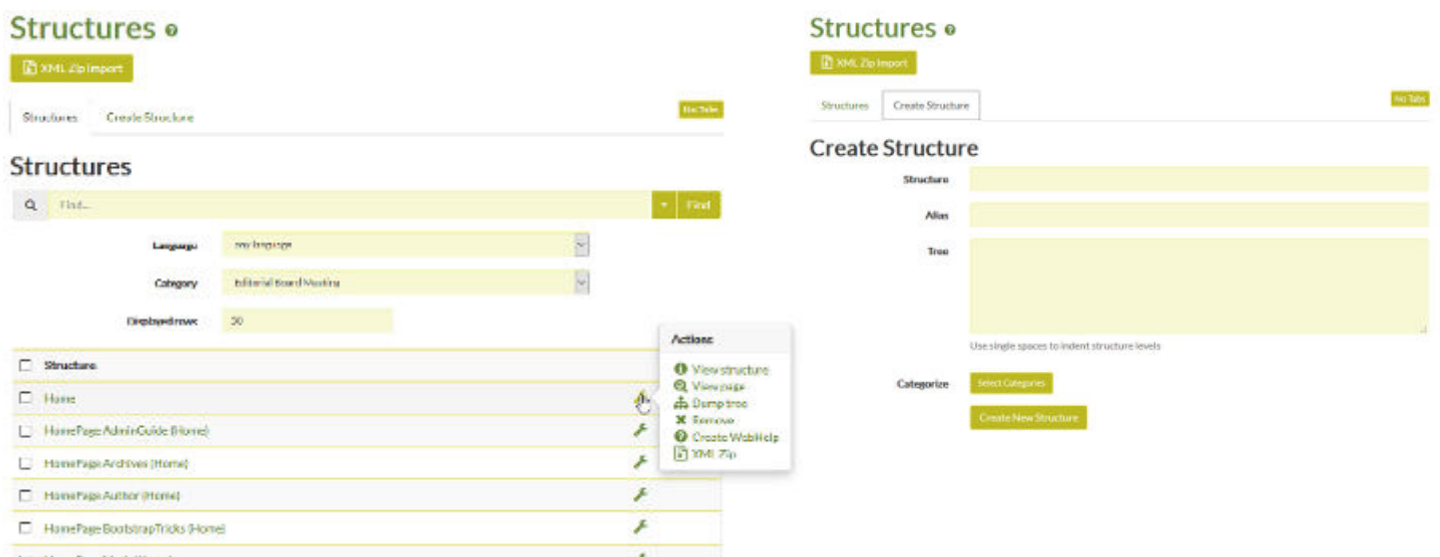 Structures
XML Zip Import
Structures Create Structure No Tabs
Structures
Find... Find
Language any language
Category Editorial Board Meeting
Displayed rows 50
Structure
Home
HomePage AdminGuide (Home)
HomePage Archives (Home)
HomePage Author (Home)
HomePage BootstrapTricks (Home)
Actions
View structure
View page
Dump tree
Remove
Create WebHelp
XML Zip
Structures
XML Zip Import
Structures Create Structure No Tabs
Create Structure
Structure
Alias
Tree
Use single spaces to indent structure levels
Categorize Select Categories
Create New Structure